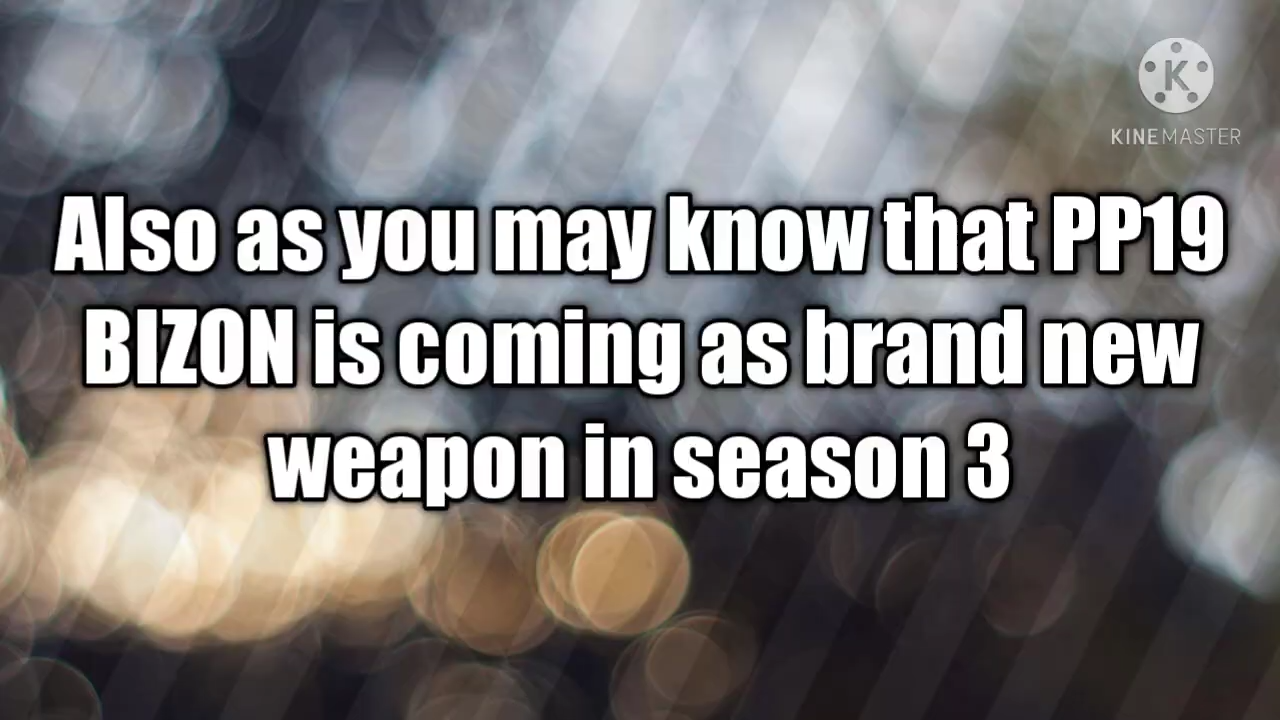 K
KINEMASTER
Also as you may know that PP19
BIZON is coming as brand new
weapon in season 3